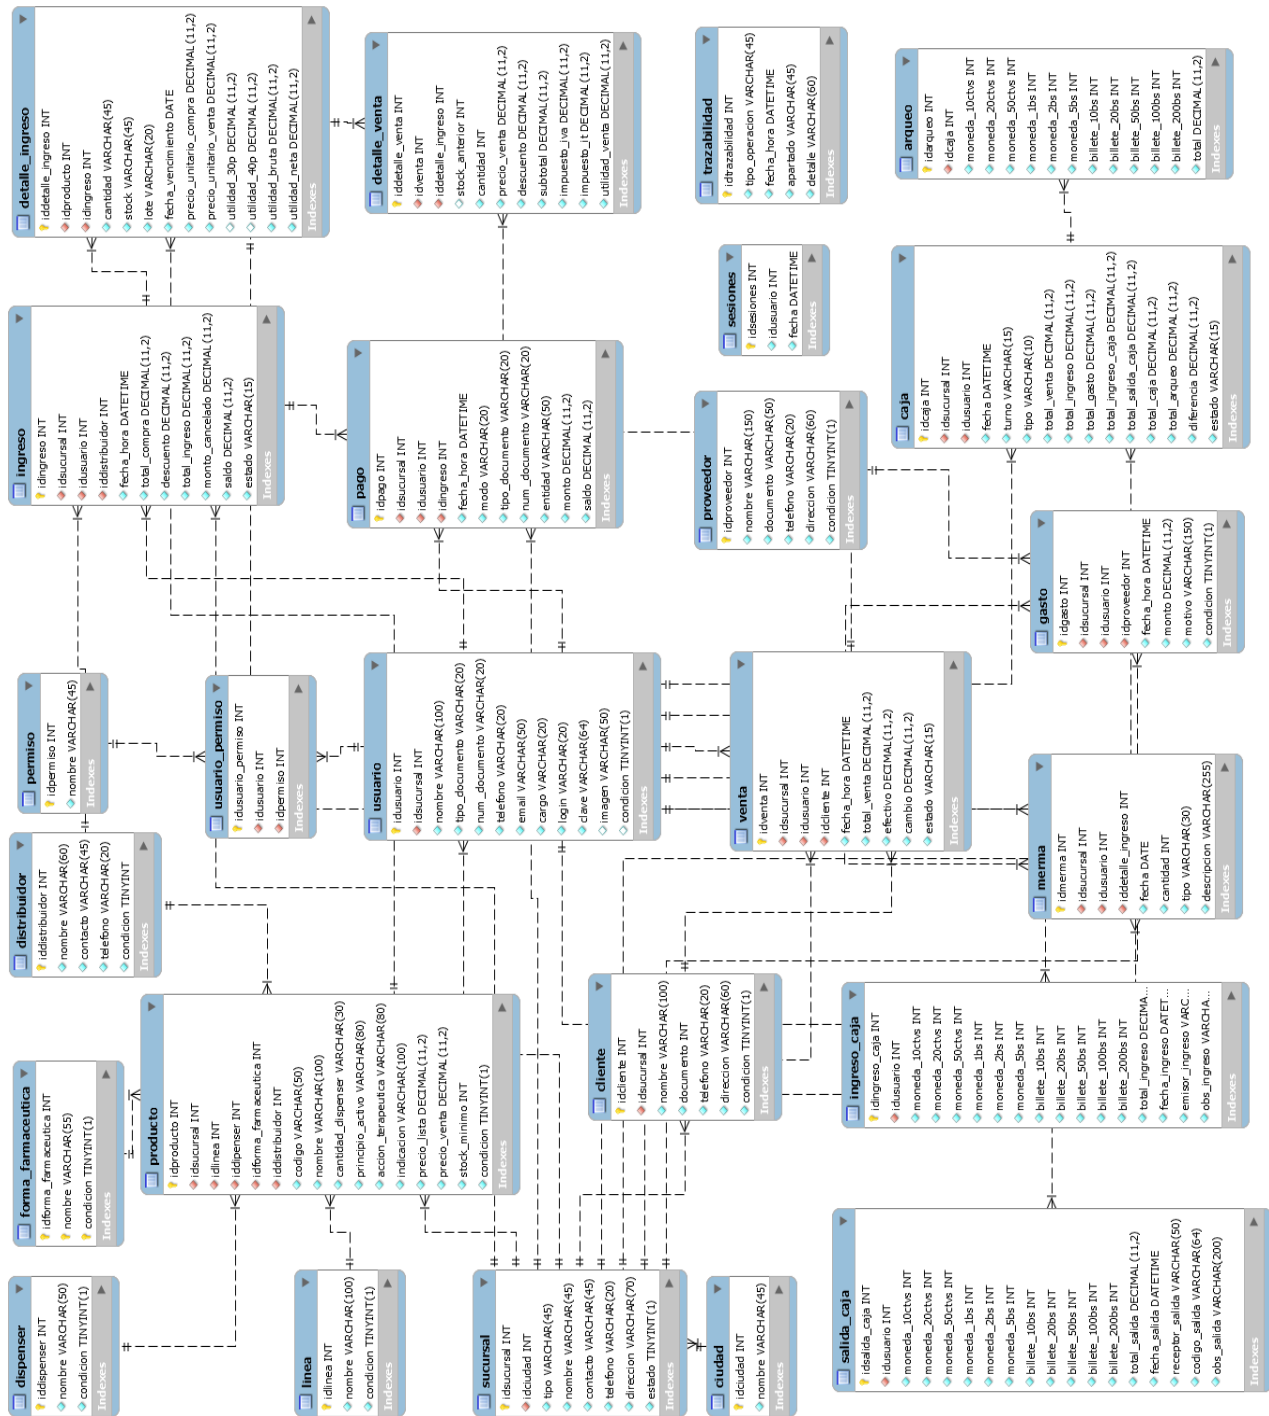 dispenser
iddispenser INT
nombre VARCHAR(50)
condicion TINYINT(1)
Indexes
forma_farmaceutica
idforma_farmaceutica INT
nombre VARCHAR(55)
condicion TINYINT(1)
Indexes
distribuidor
iddistribuidor INT
nombre VARCHAR(60)
contacto VARCHAR(45)
telefono VARCHAR(20)
condicion TINYINT
Indexes
permiso
idpermiso INT
nombre VARCHAR(45)
Indexes
ingreso
idingreso INT
idsucursal INT
idusuario INT
iddistribuidor INT
fecha_hora DATETIME
total_compra DECIMAL(11,2)
descuento DECIMAL(11,2)
total_ingreso DECIMAL(11,2)
monto_cancelado DECIMAL(11,2)
saldo DECIMAL(11,2)
estado VARCHAR(15)
Indexes
detalle_ingreso
iddetalle_ingreso INT
idproducto INT
idingreso INT
cantidad VARCHAR(45)
stock VARCHAR(45)
lote VARCHAR(20)
fecha_vencimiento DATE
precio_unitario_compra DECIMAL(11,2)
precio_unitario_venta DECIMAL(11,2)
utilidad_30p DECIMAL(11,2)
utilidad_40p DECIMAL(11,2)
utilidad_bruta DECIMAL(11,2)
utilidad_neta DECIMAL(11,2)
Indexes
linea
idlinea INT
nombre VARCHAR(100)
condicion TINYINT(1)
Indexes
producto
idproducto INT
idsucursal INT
idlinea INT
iddipenser INT
idforma_farmaceutica INT
iddistribuidor INT
codigo VARCHAR(50)
nombre VARCHAR(100)
cantidad_dispenser VARCHAR(30)
principio_activo VARCHAR(80)
accion_terapeutica VARCHAR(80)
indicacion VARCHAR(100)
precio_lista DECIMAL(11,2)
precio_venta DECIMAL(11,2)
stock_minimo INT
condicion TINYINT(1)
Indexes
usuario_permiso
idusuario_permiso INT
idusuario INT
idpermiso INT
Indexes
sucursal
idsucursal INT
idciudad INT
tipo VARCHAR(45)
nombre VARCHAR(45)
contacto VARCHAR(45)
telefono VARCHAR(20)
direccion VARCHAR(70)
estado TINYINT(1)
Indexes
usuario
idusuario INT
idsucursal INT
nombre VARCHAR(100)
tipo_documento VARCHAR(20)
num_documento VARCHAR(20)
telefono VARCHAR(20)
email VARCHAR(50)
cargo VARCHAR(20)
login VARCHAR(20)
clave VARCHAR(64)
imagen VARCHAR(50)
condicion TINYINT(1)
Indexes
pago
idpago INT
idsucursal INT
idusuario INT
idingreso INT
fecha_hora DATETIME
modo VARCHAR(20)
tipo_documento VARCHAR(20)
num_documento VARCHAR(20)
entidad VARCHAR(50)
monto DECIMAL(11,2)
saldo DECIMAL(11,2)
Indexes
detalle_venta
iddetalle_venta INT
idventa INT
iddetalle_ingreso INT
stock_anterior INT
cantidad INT
precio_venta DECIMAL(11,2)
descuento DECIMAL(11,2)
subtotal DECIMAL(11,2)
impuesto_iva DECIMAL(11,2)
impuesto_it DECIMAL(11,2)
utilidad_venta DECIMAL(11,2)
Indexes
ciudad
idciudad INT
nombre VARCHAR(45)
Indexes
cliente
idcliente INT
idsucursal INT
nombre VARCHAR(100)
documento INT
telefono VARCHAR(20)
direccion VARCHAR(60)
condicion TINYINT(1)
Indexes
venta
idventa INT
idsucursal INT
idusuario INT
idcliente INT
fecha_hora DATETIME
total_venta DECIMAL(11,2)
efectivo DECIMAL(11,2)
cambio DECIMAL(11,2)
estado VARCHAR(15)
Indexes
proveedor
idproveedor INT
nombre VARCHAR(150)
documento VARCHAR(50)
telefono VARCHAR(20)
direccion VARCHAR(60)
condicion TINYINT(1)
Indexes
sesiones
idsesiones INT
idusuario INT
fecha DATETIME
Indexes
trazabilidad
idtrazabilidad INT
tipo_operacion VARCHAR(45)
fecha_hora DATETIME
apartado VARCHAR(45)
detalle VARCHAR(60)
Indexes
salida_caja
idsalida_caja INT
idusuario INT
moneda_10ctvs INT
moneda_20ctvs INT
moneda_50ctvs INT
moneda_1bs INT
moneda_2bs INT
moneda_5bs INT
billete_10bs INT
billete_20bs INT
billete_50bs INT
billete_100bs INT
billete_200bs INT
total_salida DECIMAL(11,2)
fecha_salida DATETIME
receptor_salida VARCHAR(50)
codigo_salida VARCHAR(64)
obs_salida VARCHAR(200)
Indexes
ingreso_caja
idingreso_caja INT
idusuario INT
moneda_10ctvs INT
moneda_20ctvs INT
moneda_50ctvs INT
moneda_1bs INT
moneda_2bs INT
moneda_5bs INT
billete_10bs INT
billete_20bs INT
billete_50bs INT
billete_100bs INT
billete_200bs INT
total_ingreso DECIMA...
fecha_ingreso DATET...
emisor_ingreso VARC...
obs_ingreso VARCHA...
Indexes
merma
idmerma INT
idsucursal INT
idusuario INT
iddetalle_ingreso INT
fecha DATE
cantidad INT
tipo VARCHAR(30)
descripcion VARCHAR(255)
Indexes
gasto
idgasto INT
idsucursal INT
idusuario INT
idproveedor INT
fecha_hora DATETIME
monto DECIMAL(11,2)
motivo VARCHAR(150)
condicion TINYINT(1)
Indexes
caja
idcaja INT
idsucursal INT
idusuario INT
fecha DATETIME
turno VARCHAR(15)
tipo VARCHAR(10)
total_venta DECIMAL(11,2)
total_ingreso DECIMAL(11,2)
total_gasto DECIMAL(11,2)
total_ingreso_caja DECIMAL(11,2)
total_salida_caja DECIMAL(11,2)
total_caja DECIMAL(11,2)
total_arqueo DECIMAL(11,2)
diferencia DECIMAL(11,2)
estado VARCHAR(15)
Indexes
arqueo
idarqueo INT
idcaja INT
moneda_10ctvs INT
moneda_20ctvs INT
moneda_50ctvs INT
moneda_1bs INT
moneda_2bs INT
moneda_5bs INT
billete_10bs INT
billete_20bs INT
billete_50bs INT
billete_100bs INT
billete_200bs INT
total DECIMAL(11,2)
Indexes